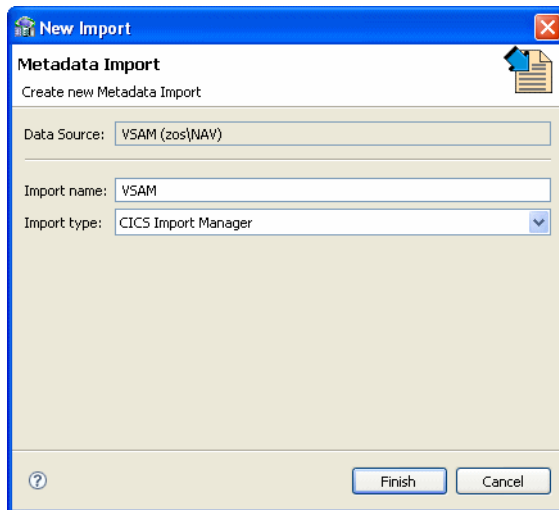 New Import
Metadata Import
Create new Metadata Import
Data Source: VSAM (zos\NAV)
Import name: VSAM
Import type: CICS Import Manager
? Finish Cancel